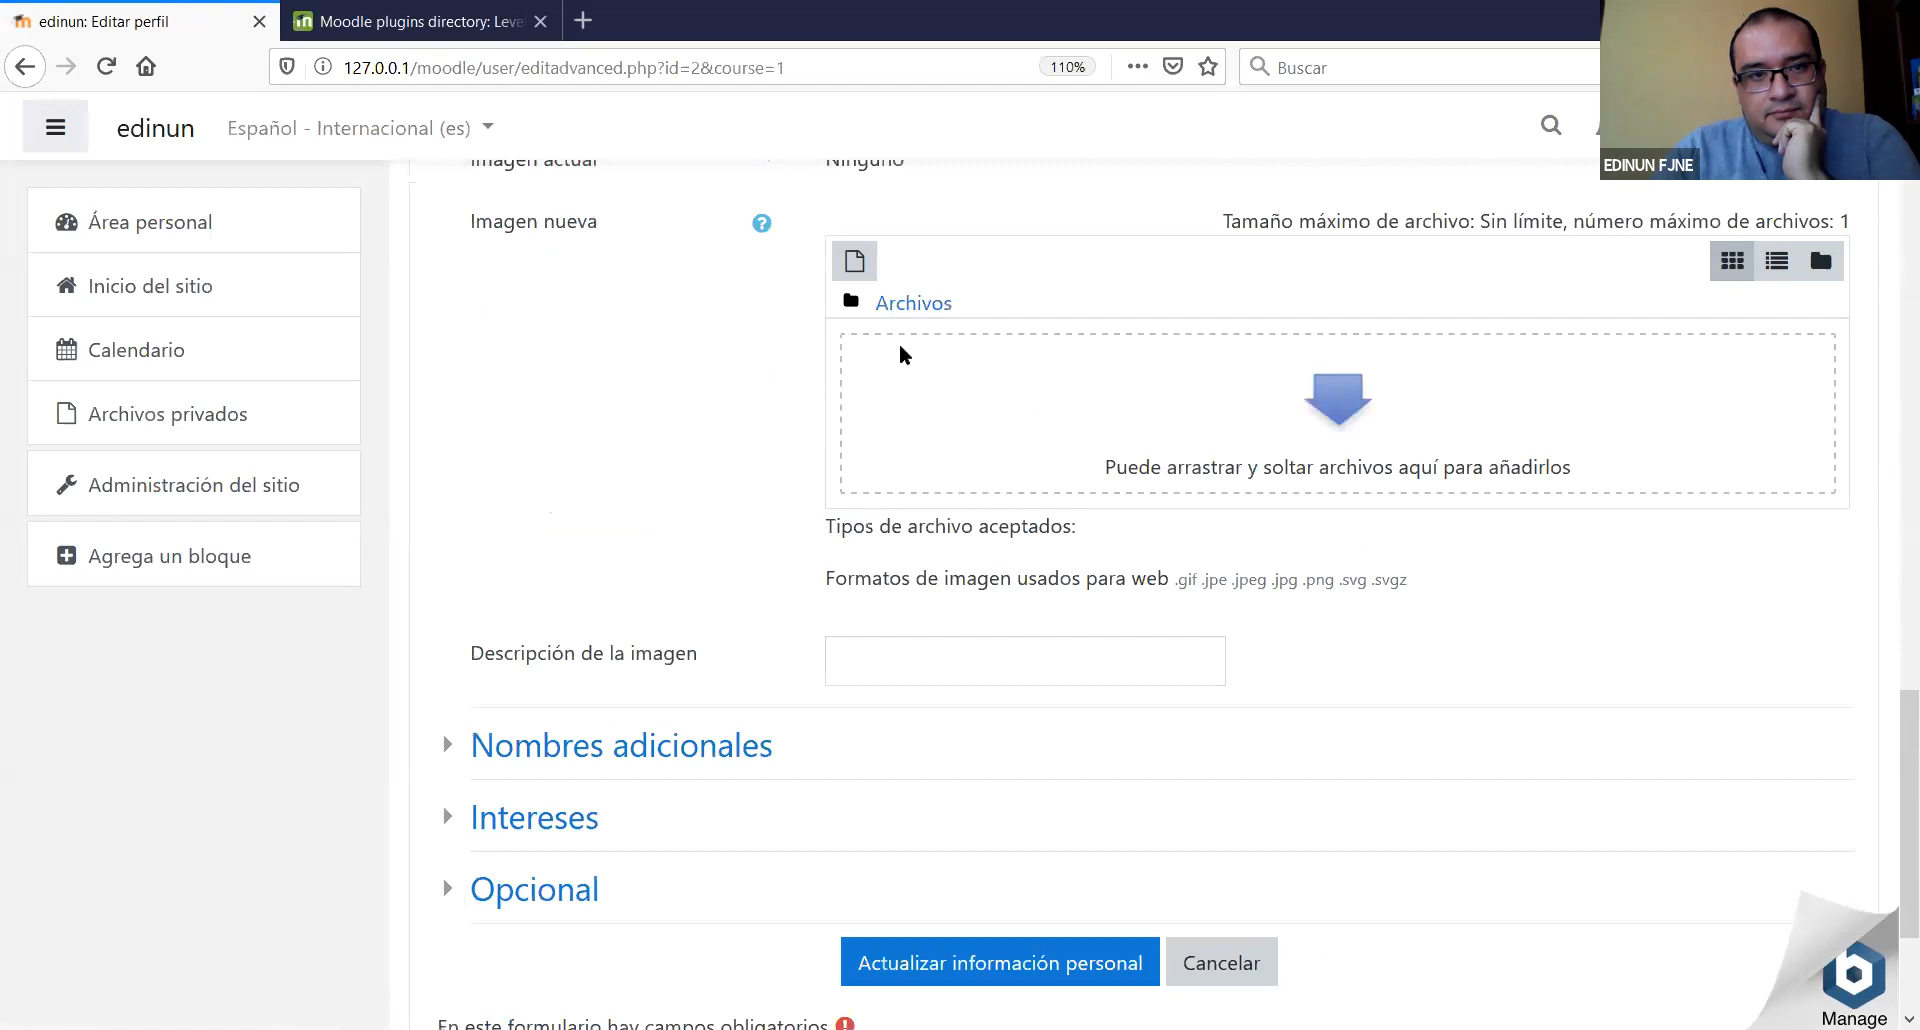 edinun: Editar perfil
Moodle plugins directory: Leve
127.0.0.1/moodle/user/editadvanced.php?id=2&course=1
110%
Buscar
edinun
Español - Internacional (es)
EDINUN FJNE
Imagen actual
Ninguno
Área personal
Inicio del sitio
Calendario
Archivos privados
Administración del sitio
Agrega un bloque
Imagen nueva
Tamaño máximo de archivo: Sin límite, número máximo de archivos: 1
Archivos
Puede arrastrar y soltar archivos aquí para añadirlos
Tipos de archivo aceptados:
Formatos de imagen usados para web .gif .jpe .jpeg .jpg .png .svg .svgz
Descripción de la imagen
Nombres adicionales
Intereses
Opcional
Actualizar información personal
Cancelar
En este formulario hay campos obligatorios
Manage